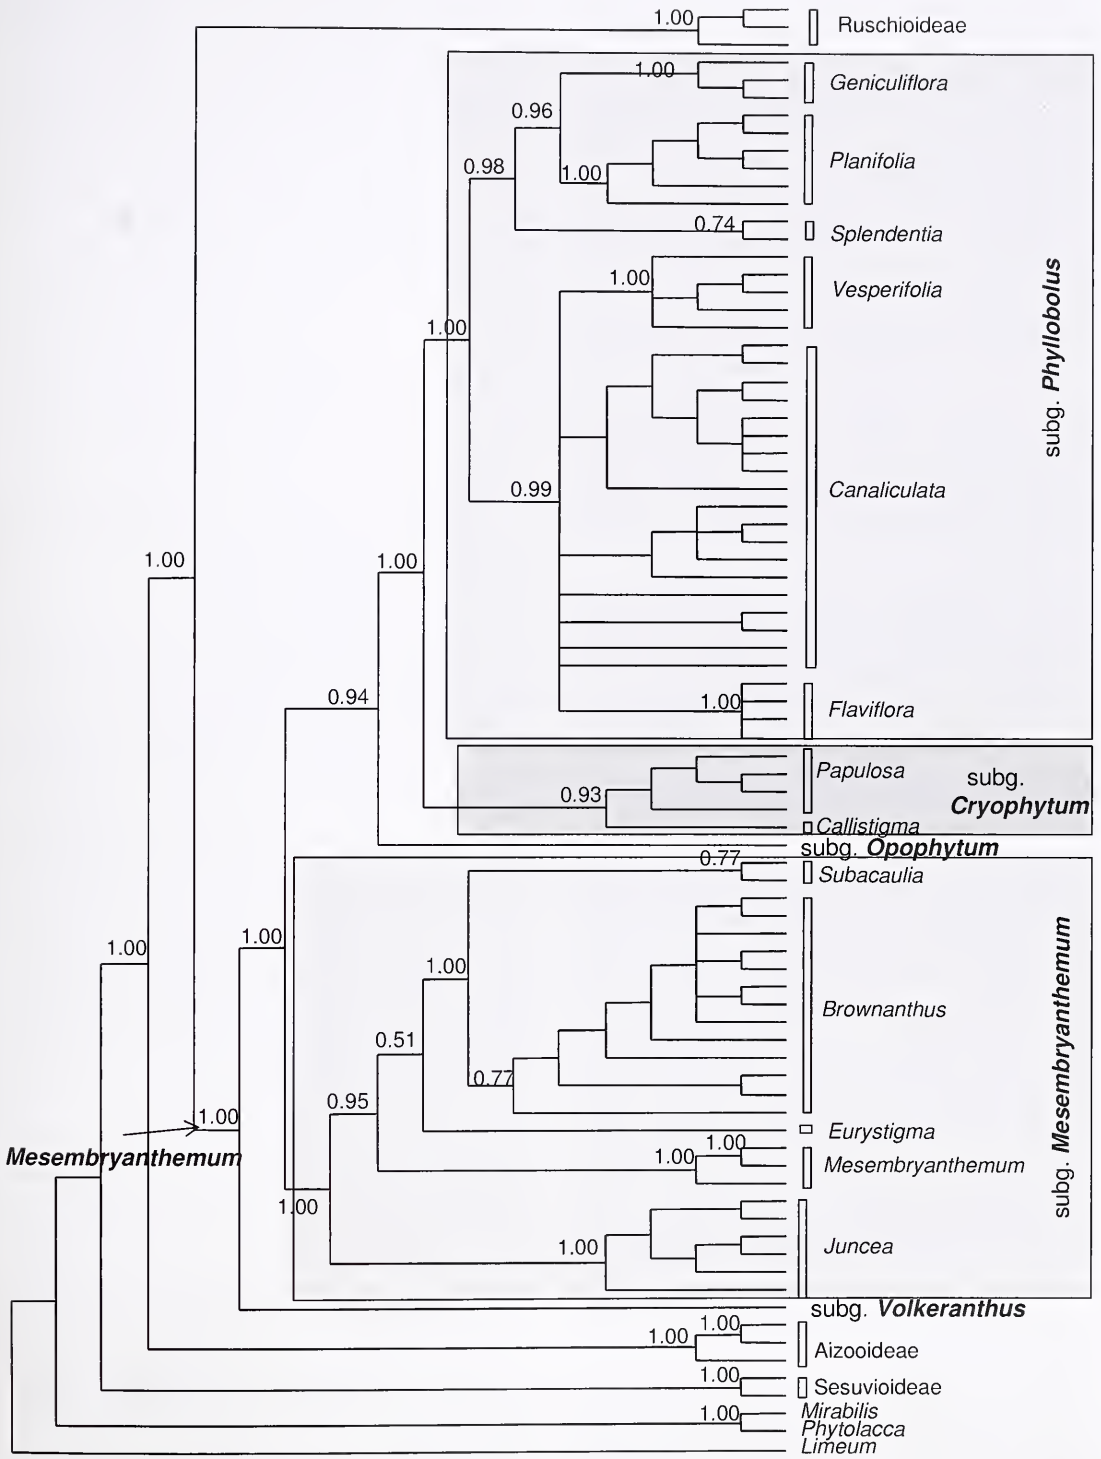 1.00
Ruschioideae
1.00
Geniculiflora
0.96
Planifolia
0.98
1.00
0.74
Splendentia
1.00
Vesperifolia
subg. Phyllobolus
1.00
0.99
Canaliculata
1.00
1.00
0.94
1.00
Flaviflora
Papulosa
subg.
Cryophytum
0.93
Callistigma
subg. Opophytum
0.77
Subacaulia
1.00
1.00
1.00
Brownanthus
subg. Mesembryanthemum
0.51
0.77
0.95
1.00
Eurystigma
Mesembryanthemum
1.00
1.00
Mesembryanthemum
1.00
1.00
Juncea
subg. Volkeranthus
1.00
1.00
Aizooideae
1.00
Sesuvioideae
1.00
Mirabilis
Phytolacca
Limeum